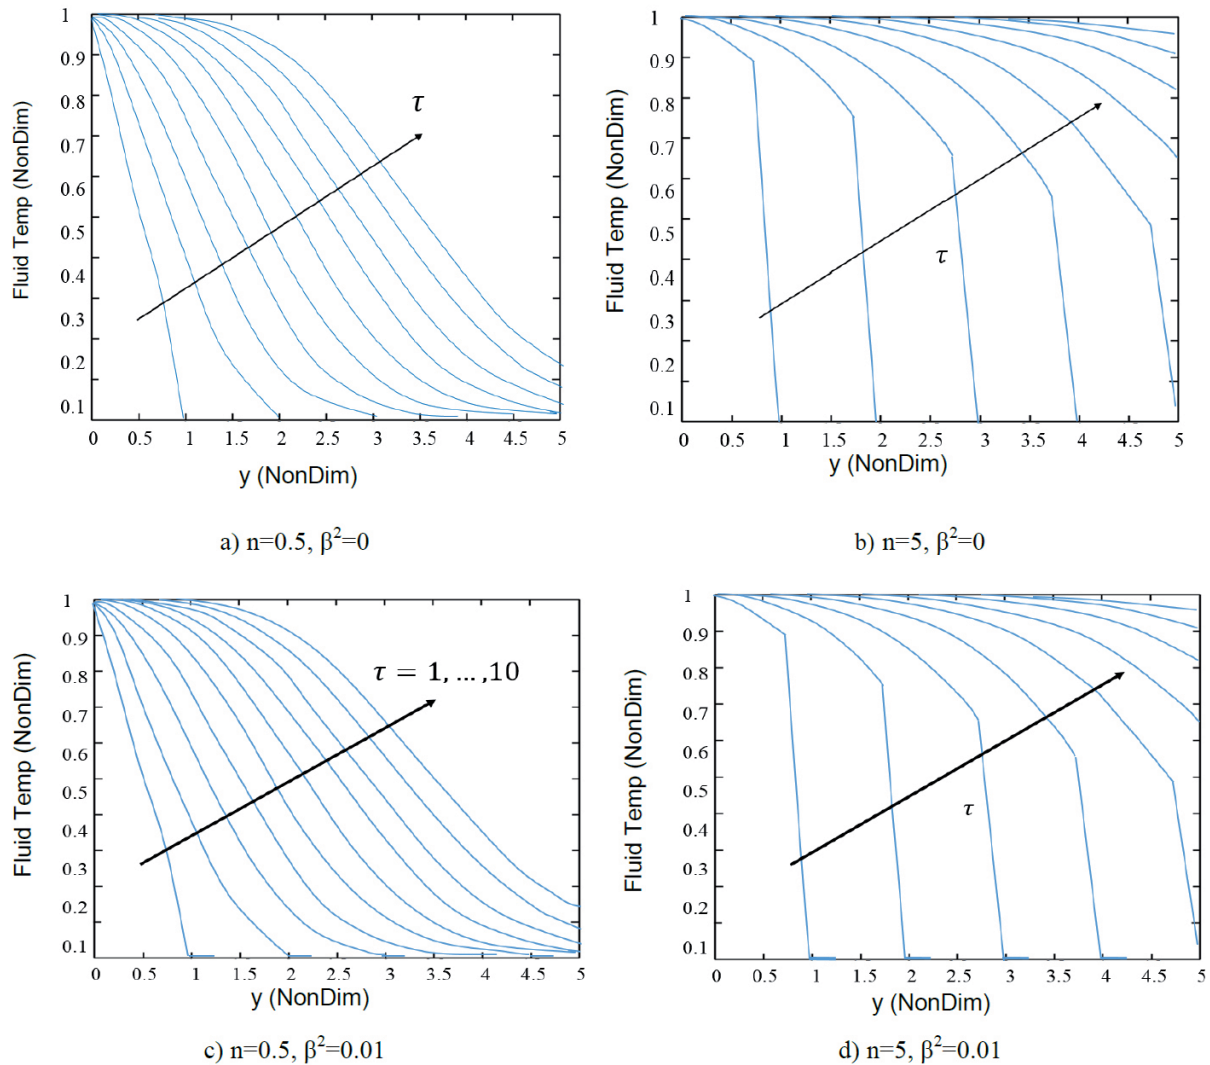 1
0.9
0.8
0.7
0.6
0.5
0.4
0.3
0.2
0.1
Fluid Temp (NonDim)
τ
0 0.5 1 1.5 2 2.5 3 3.5 4 4.5 5
y (NonDim)
a) n=0.5, β²=0
1
0.9
0.8
0.7
0.6
0.5
0.4
0.3
0.2
0.1
Fluid Temp (NonDim)
τ
0 0.5 1 1.5 2 2.5 3 3.5 4 4.5 5
y (NonDim)
b) n=5, β²=0
1
0.9
0.8
0.7
0.6
0.5
0.4
0.3
0.2
0.1
Fluid Temp (NonDim)
τ = 1, … ,10
0 0.5 1 1.5 2 2.5 3 3.5 4 4.5 5
y (NonDim)
c) n=0.5, β²=0.01
1
0.9
0.8
0.7
0.6
0.5
0.4
0.3
0.2
0.1
Fluid Temp (NonDim)
τ
0 0.5 1 1.5 2 2.5 3 3.5 4 4.5 5
y (NonDim)
d) n=5, β²=0.01